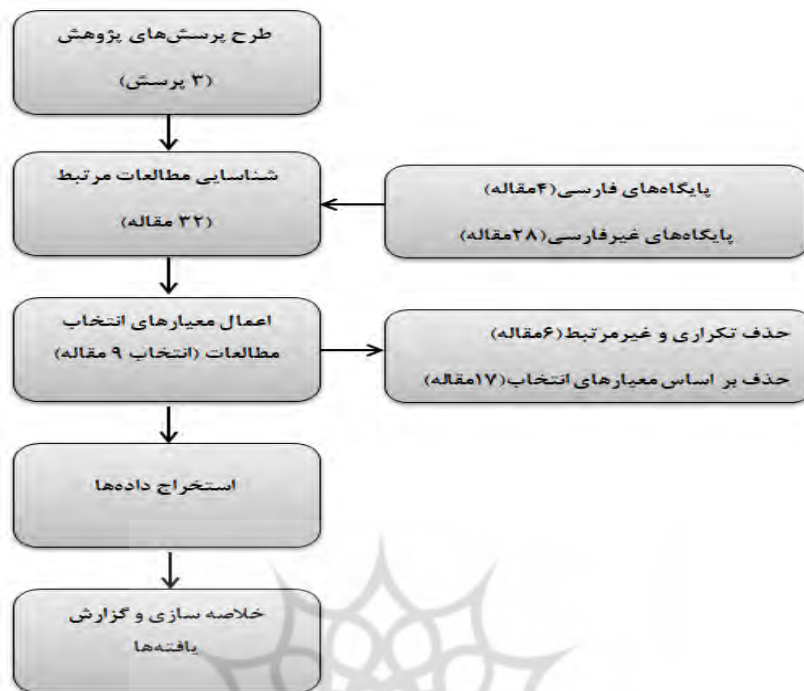 طرح پرسش‌های پژوهش
(۳ پرسش)
شناسایی مطالعات مرتبط
(۳۲ مقاله)
پایگاه‌های فارسی(۴مقاله)
پایگاه‌های غیرفارسی(۲۸مقاله)
اعمال معیارهای انتخاب
مطالعات (انتخاب ۹ مقاله)
حذف تکراری و غیرمرتبط(۶مقاله)
حذف بر اساس معیارهای انتخاب(۱۷مقاله)
استخراج داده‌ها
خلاصه سازی و گزارش
یافته‌ها